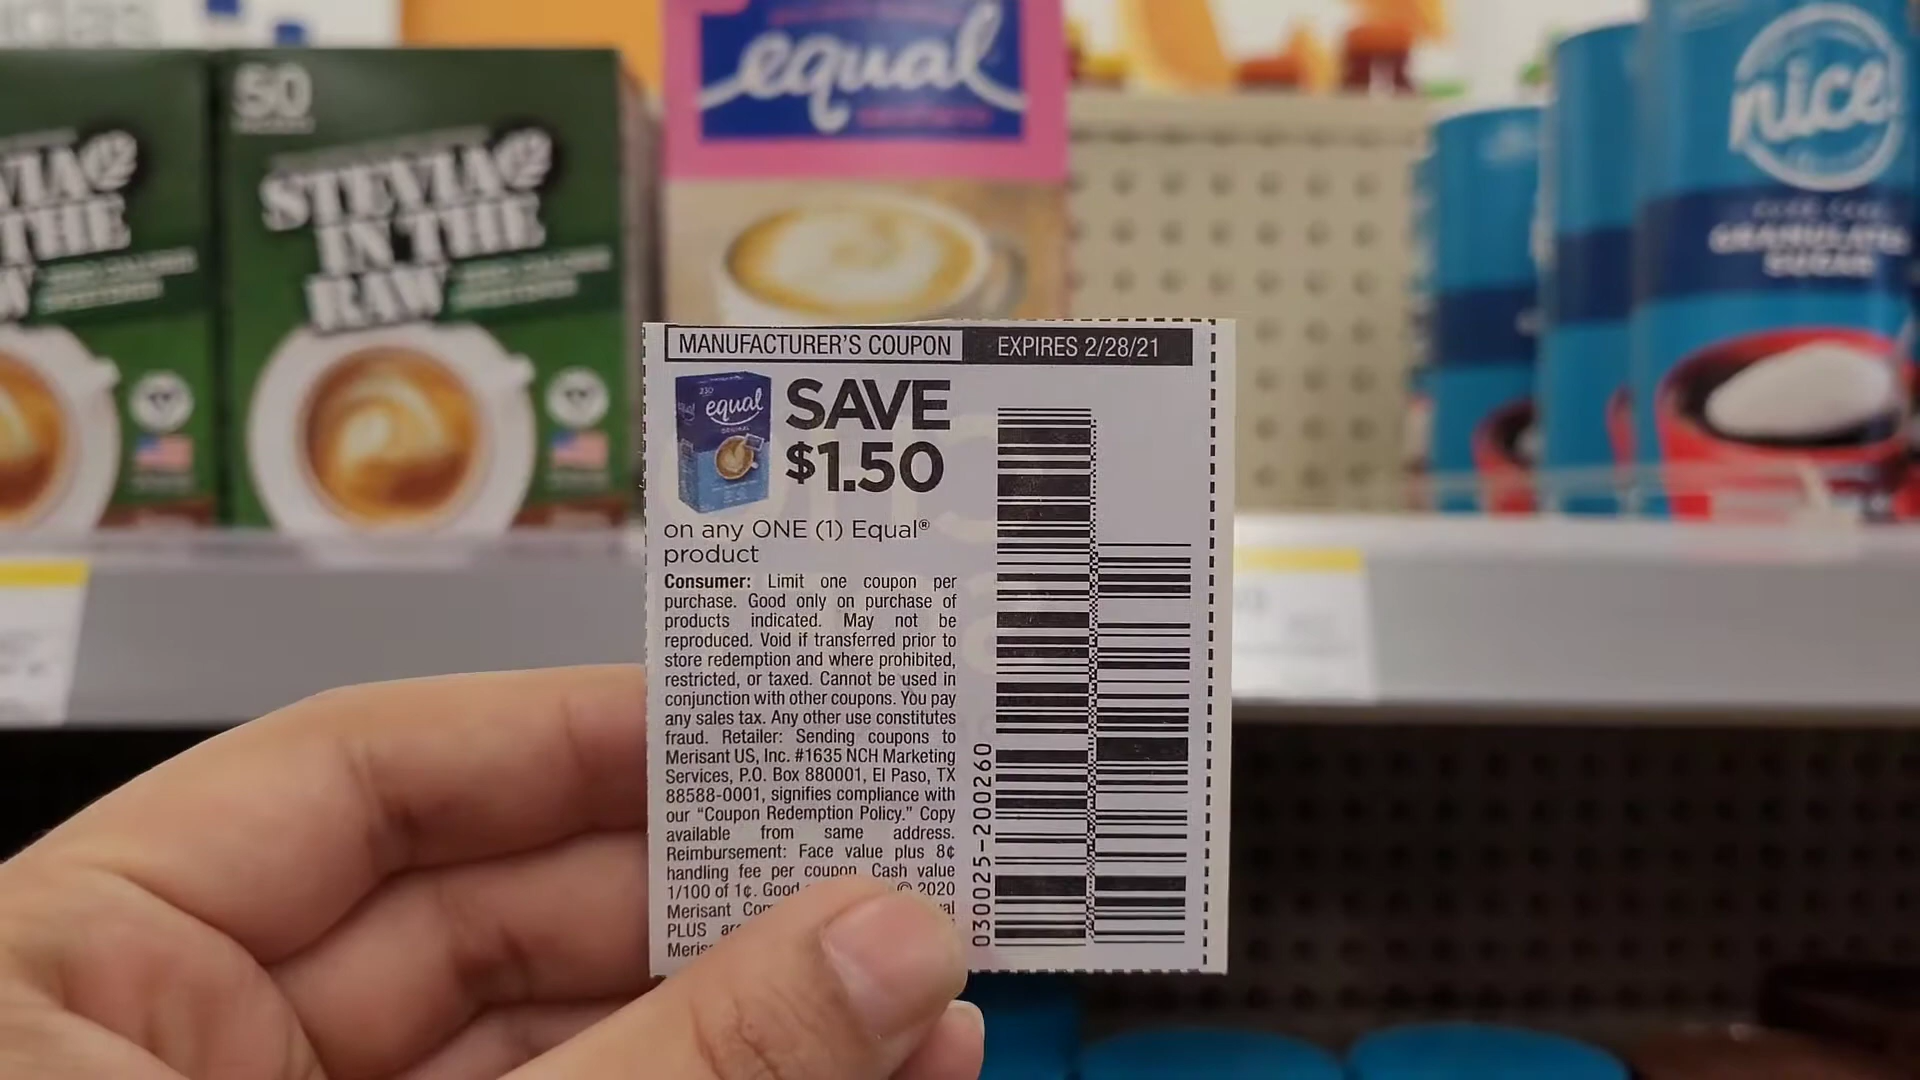 50
STEVIA
IN THE
RAW
VIA
THE
equal
nice
GRANULATED
SUGAR
MANUFACTURER'S COUPON
EXPIRES 2/28/21
330
equal
ORIGINAL
SAVE
$1.50
on any ONE (1) Equal®
product
Consumer: Limit one coupon per
purchase. Good only on purchase of
products indicated. May not be
reproduced. Void if transferred prior to
store redemption and where prohibited,
restricted, or taxed. Cannot be used in
conjunction with other coupons. You pay
any sales tax. Any other use constitutes
fraud. Retailer: Sending coupons to
Merisant US, Inc. #1635 NCH Marketing
Services, P.O. Box 880001, El Paso, TX
88588-0001, signifies compliance with
our “Coupon Redemption Policy.” Copy
available from same address.
Reimbursement: Face value plus 8¢
handling fee per coupon. Cash value
1/100 of 1¢. Good © 2020
Merisant
PLUS
030025-200260